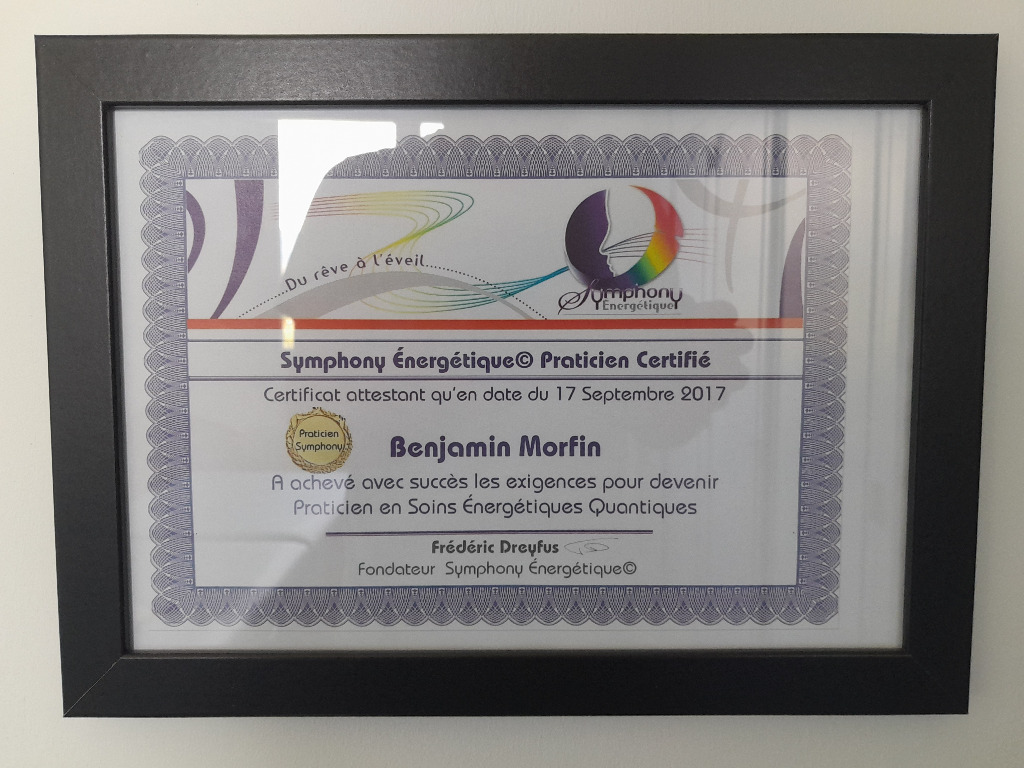 Du rêve à l'éveil
Symphony
Énergétique
Symphony Énergétique© Praticien Certifié
Certificat attestant qu'en date du 17 Septembre 2017
Praticien
Symphony
Benjamin Morfin
A achevé avec succès les exigences pour devenir
Praticien en Soins Énergétiques Quantiques
Frédéric Dreyfus
Fondateur Symphony Énergétique©